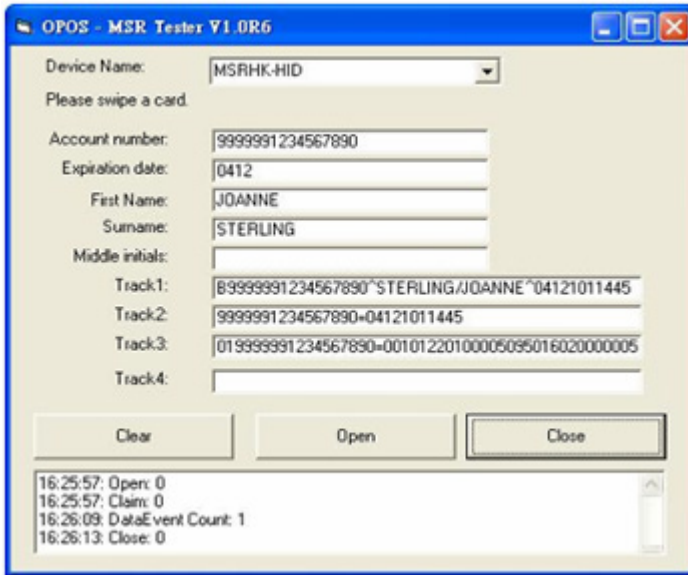 OPOS - MSR Tester V1.0R6
Device Name: MSRHK-HID
Please swipe a card.
Account number: 9999991234567890
Expiration date: 0412
First Name: JOANNE
Surname: STERLING
Middle initials:
Track1: B9999991234567890^STERLING/JOANNE^04121011445
Track2: 9999991234567890=04121011445
Track3: 019999991234567890=00101220100005095016020000005
Track4:
Clear Open Close
16:25:57: Open: 0
16:25:57: Claim: 0
16:26:09: DataEvent Count: 1
16:26:13: Close: 0